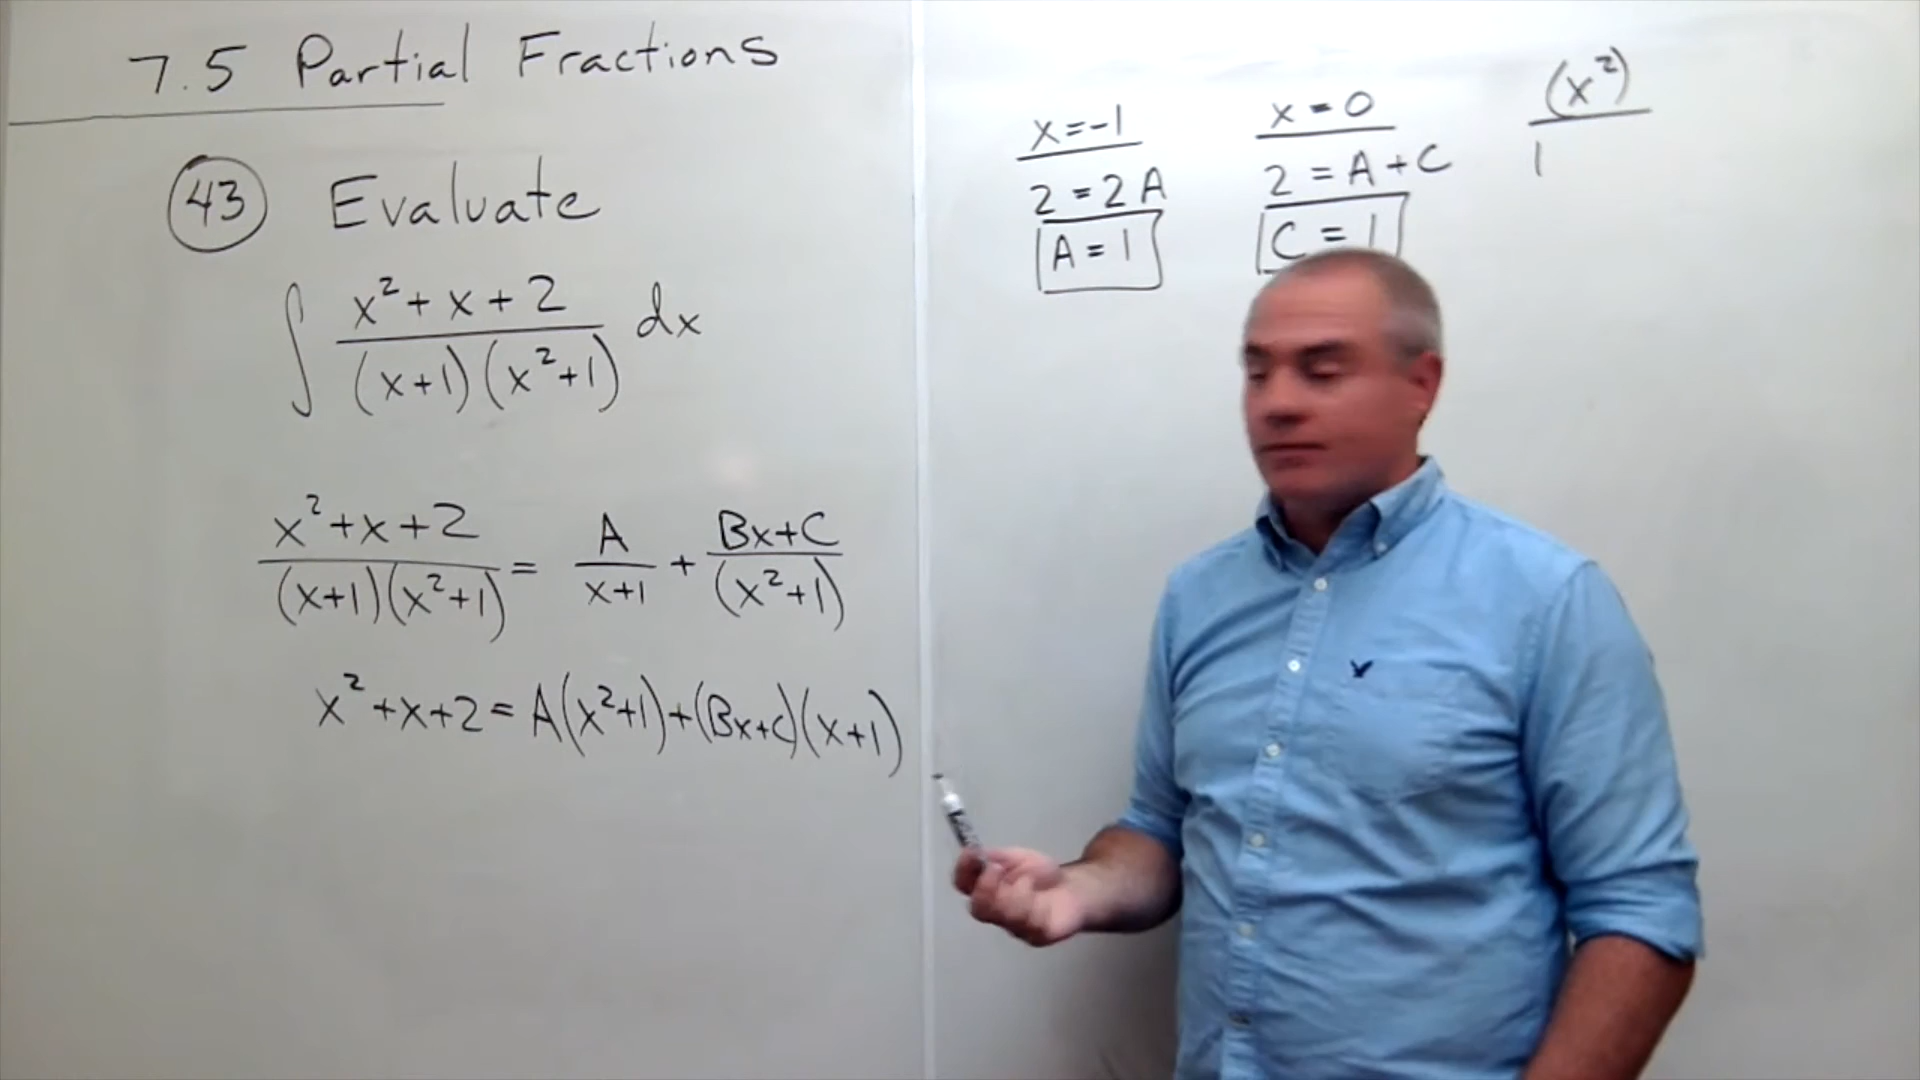 7.5 Partial Fractions
43 Evaluate
∫ x²+x+2 / (x+1)(x²+1) dx
x²+x+2 / (x+1)(x²+1) = A / x+1 + Bx+C / (x²+1)
x²+x+2 = A(x²+1)+(Bx+C)(x+1)
x=-1
2=2A
A=1
x=0
2=A+C
C=1
(x²)
1